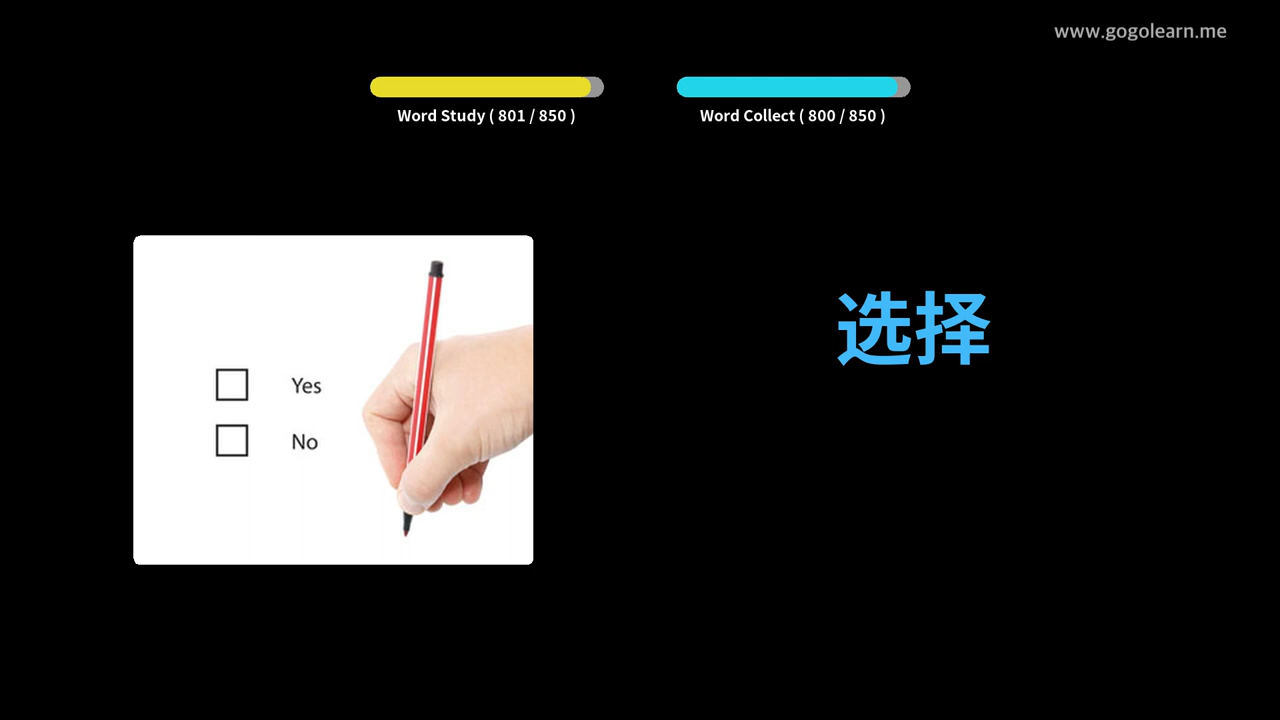 www.gogolearn.me
Word Study ( 801 / 850 )
Word Collect ( 800 / 850 )
选择
Yes
No